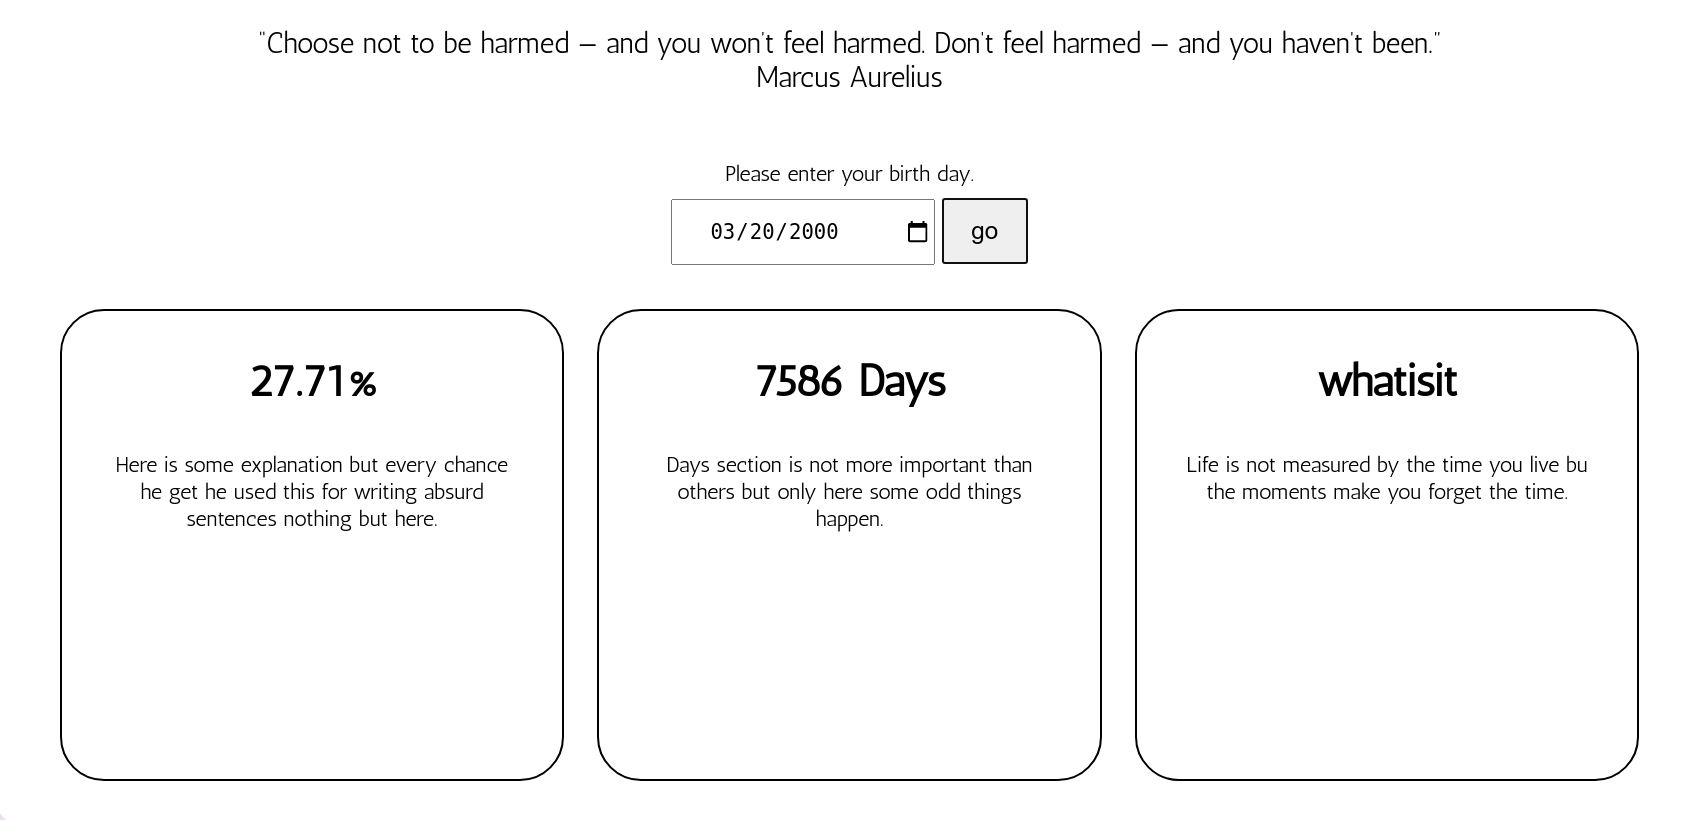 "Choose not to be harmed — and you won't feel harmed. Don't feel harmed — and you haven't been."
Marcus Aurelius
Please enter your birth day.
03/20/2000
go
27.71%
Here is some explanation but every chance
he get he used this for writing absurd
sentences nothing but here.
7586 Days
Days section is not more important than
others but only here some odd things
happen.
whatisit
Life is not measured by the time you live bu
the moments make you forget the time.